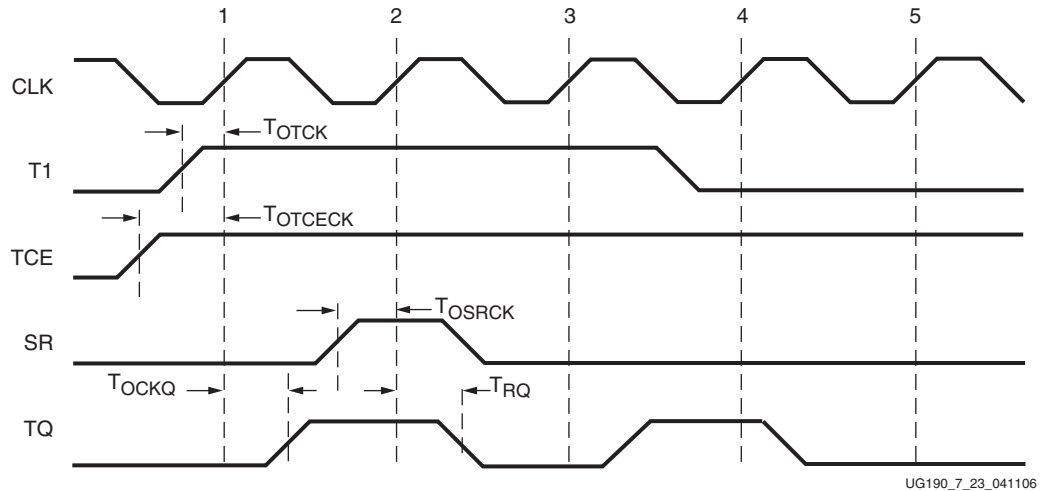 1 2 3 4 5
CLK
TOTCK
T1
TOTCECK
TCE
TOSRCK
SR
TOCKQ TRQ
TQ
UG190_7_23_041106